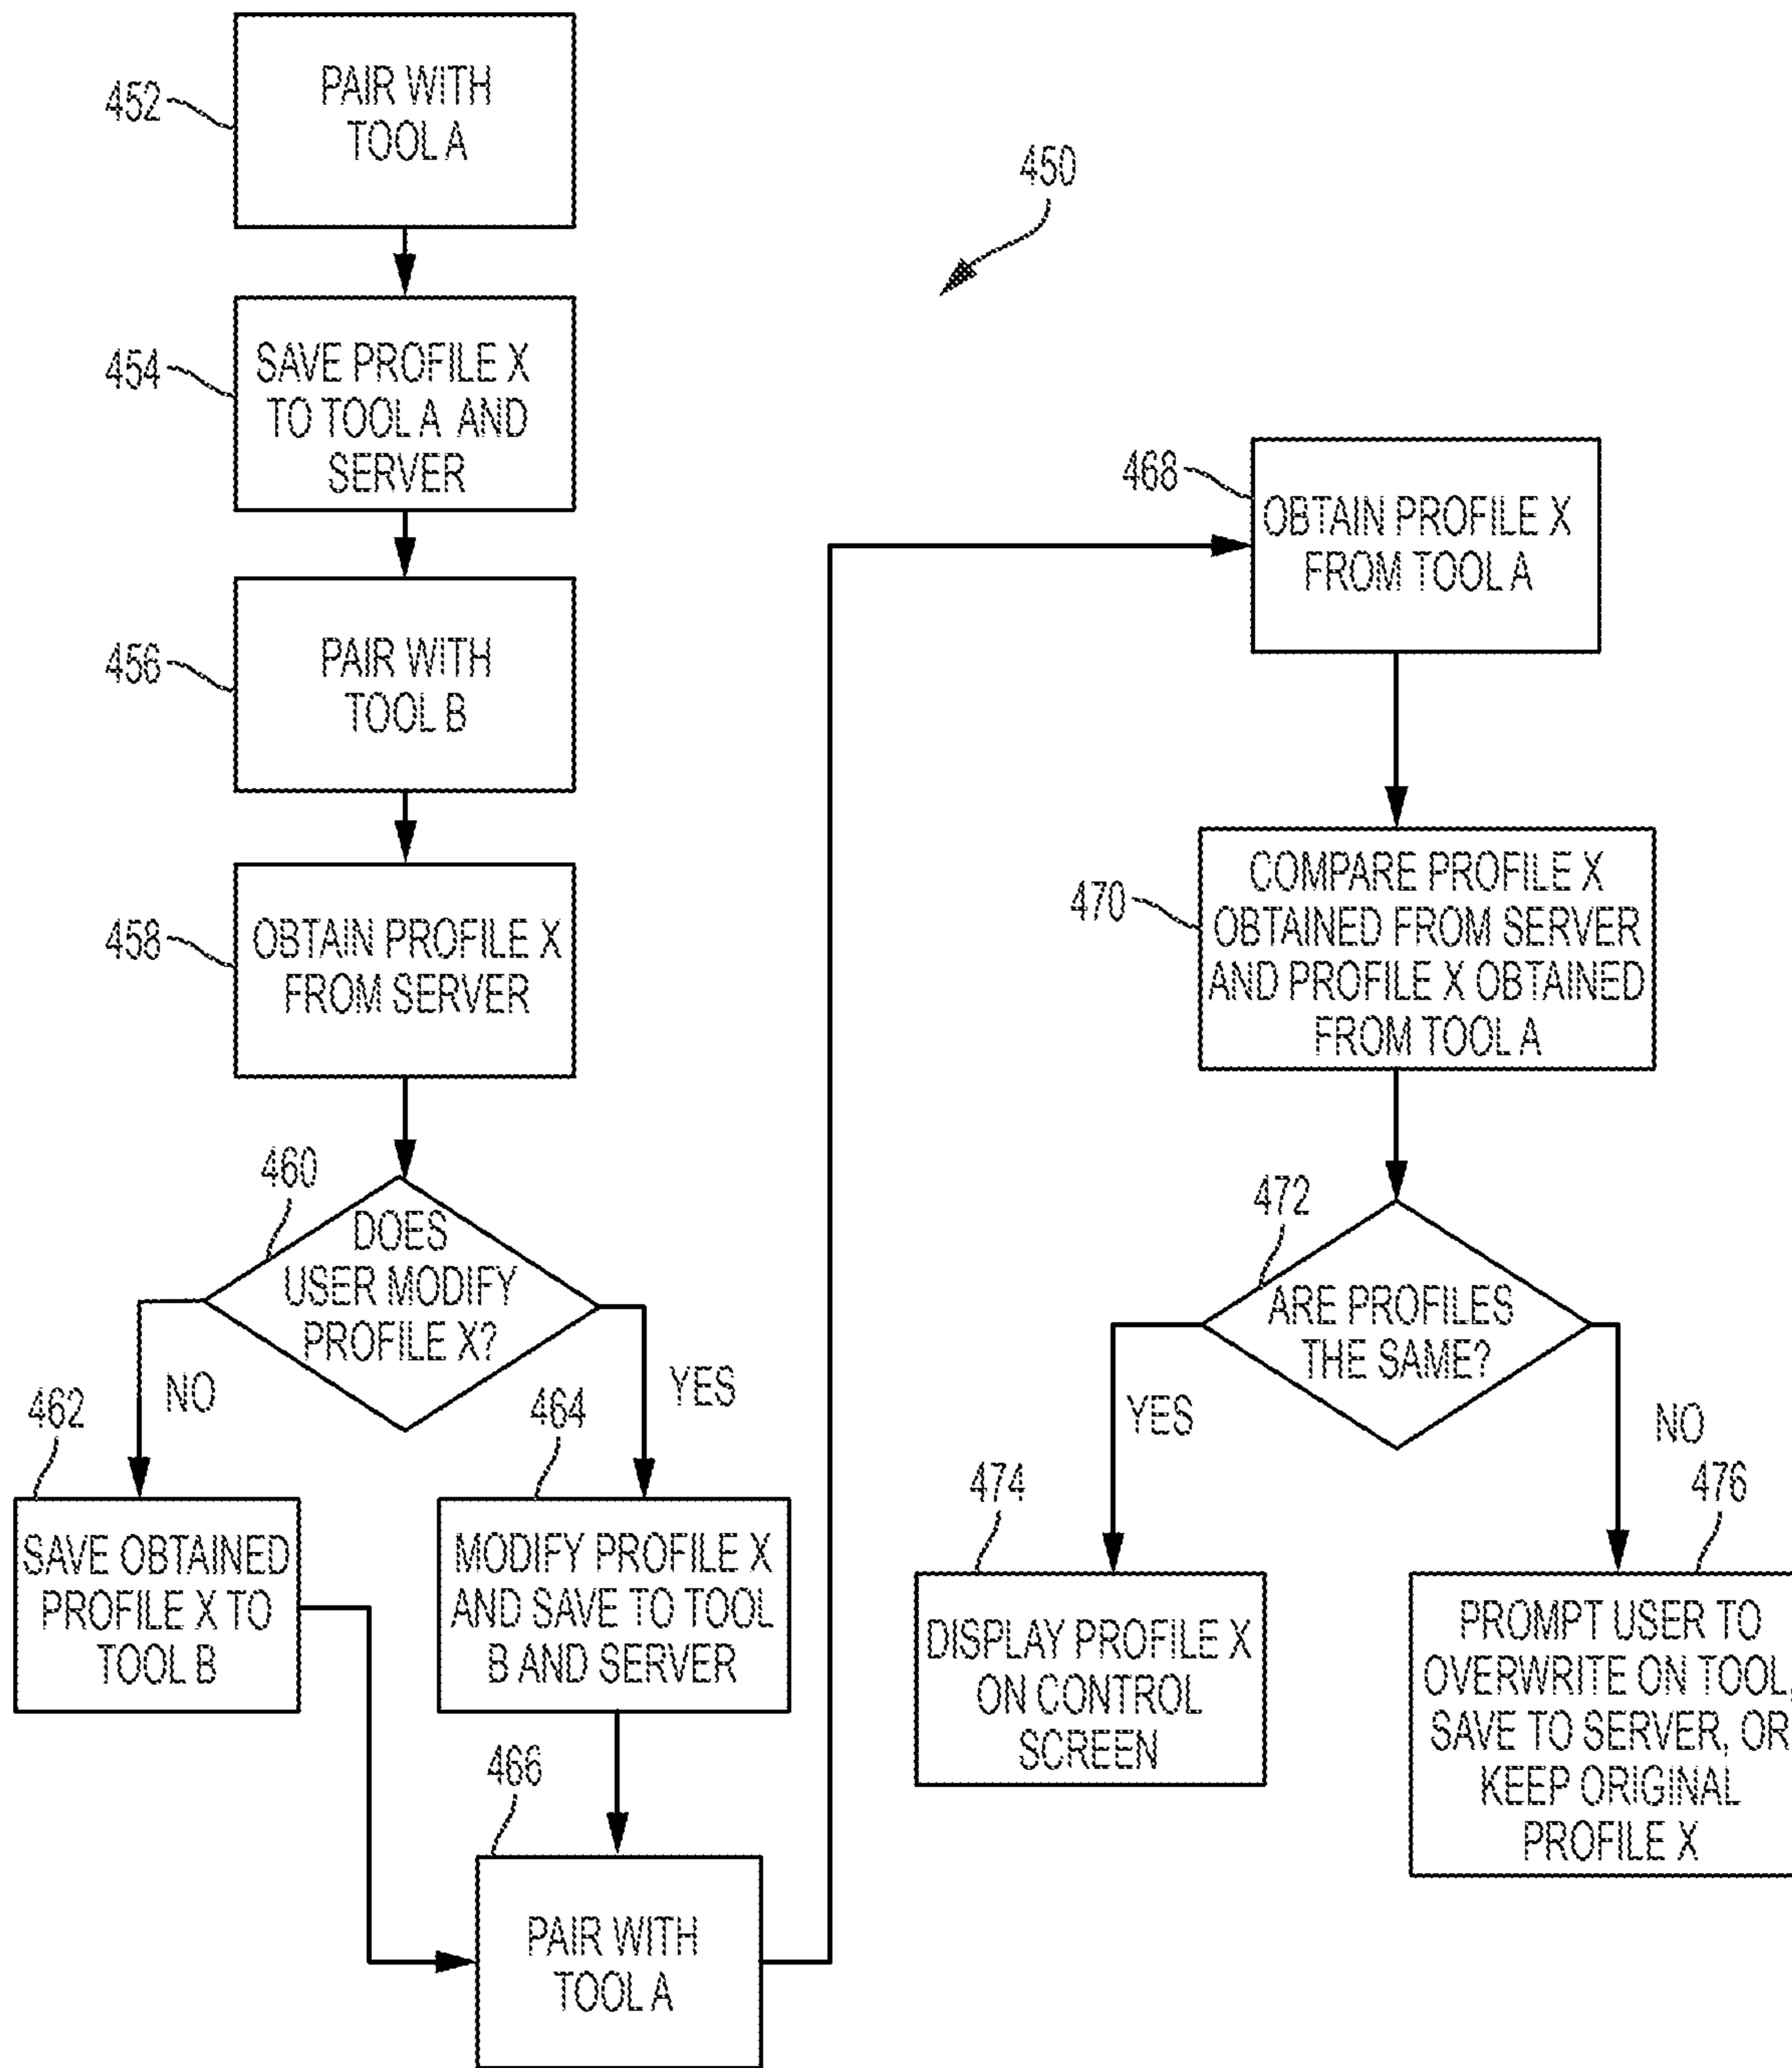 452
PAIR WITH
TOOL A
450
454
SAVE PROFILE X
TO TOOL A AND
SERVER
456
PAIR WITH
TOOL B
458
OBTAIN PROFILE X
FROM SERVER
460
DOES
USER MODIFY
PROFILE X?
NO
YES
462
SAVE OBTAINED
PROFILE X TO
TOOL B
464
MODIFY PROFILE X
AND SAVE TO TOOL
B AND SERVER
466
PAIR WITH
TOOL A
468
OBTAIN PROFILE X
FROM TOOL A
470
COMPARE PROFILE X
OBTAINED FROM SERVER
AND PROFILE X OBTAINED
FROM TOOL A
472
ARE PROFILES
THE SAME?
YES
NO
474
DISPLAY PROFILE X
ON CONTROL
SCREEN
476
PROMPT USER TO
OVERWRITE ON TOOL,
SAVE TO SERVER, OR
KEEP ORIGINAL
PROFILE X